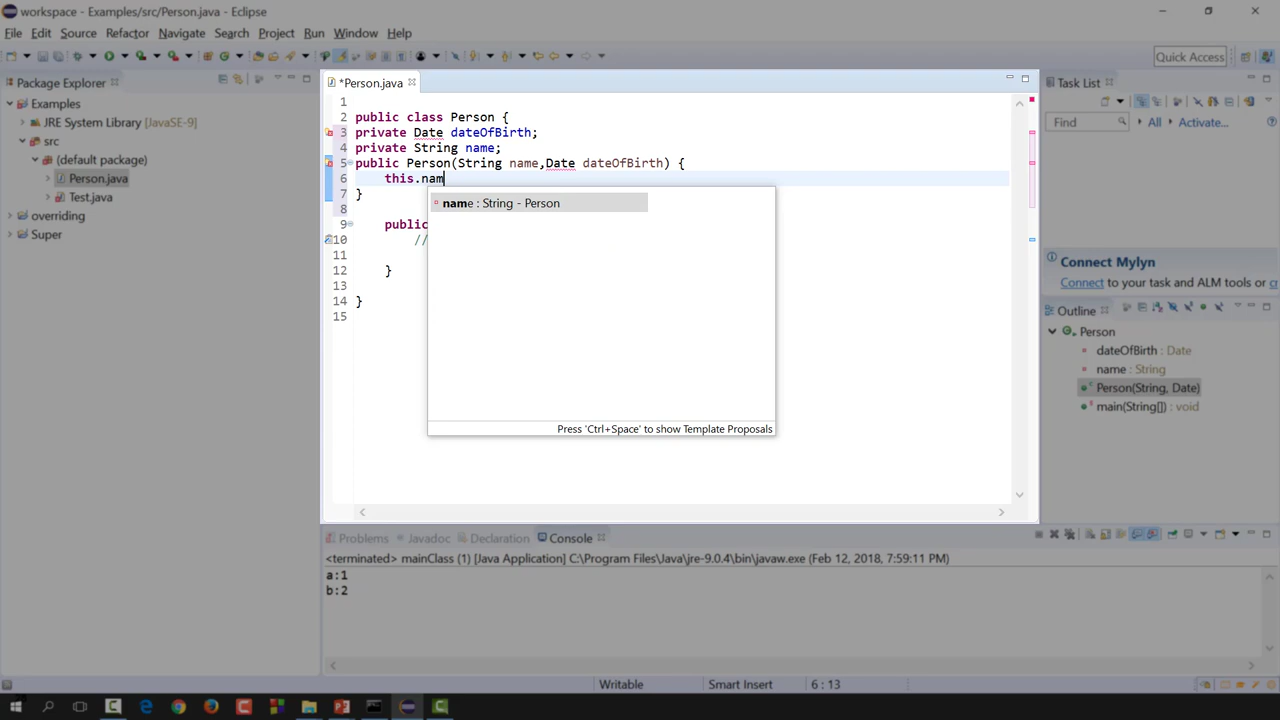 workspace - Examples/src/Person.java - Eclipse
File Edit Source Refactor Navigate Search Project Run Window Help
Quick Access
Package Explorer
Examples
JRE System Library [JavaSE-9]
src
(default package)
Person.java
Test.java
overriding
Super
*Person.java
1
2 public class Person {
3 private Date dateOfBirth;
4 private String name;
5 public Person(String name,Date dateOfBirth) {
6 this.nam
7 }
8
9 public
10 //
11
12 }
13
14 }
15
name : String - Person
Press 'Ctrl+Space' to show Template Proposals
Task List
Find All Activate...
Connect Mylyn
Connect to your task and ALM tools or
Outline
Person
dateOfBirth : Date
name : String
Person(String, Date)
main(String[]) : void
Problems Javadoc Declaration Console
<terminated> mainClass (1) [Java Application] C:\Program Files\Java\jre-9.0.4\bin\javaw.exe (Feb 12, 2018, 7:59:11 PM)
a:1
b:2
Writable Smart Insert 6 : 13